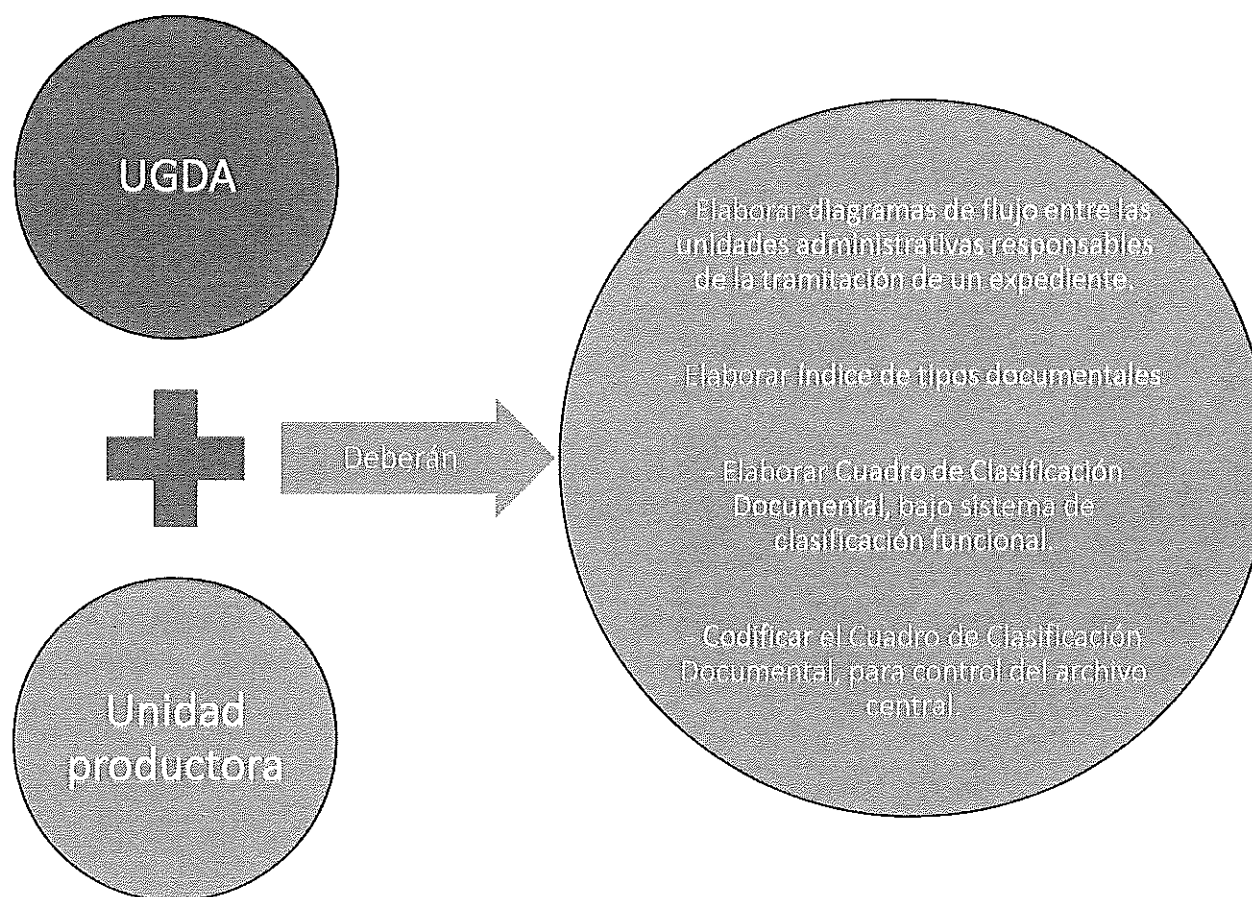 UGDA
Unidad
productora
Deberán
- Elaborar diagramas de flujo entre las
unidades administrativas responsables
de la tramitación de un expediente.
- Elaborar índice de tipos documentales
- Elaborar Cuadro de Clasificación
Documental, bajo sistema de
clasificación funcional.
- Codificar el Cuadro de Clasificación
Documental, para control del archivo
central.